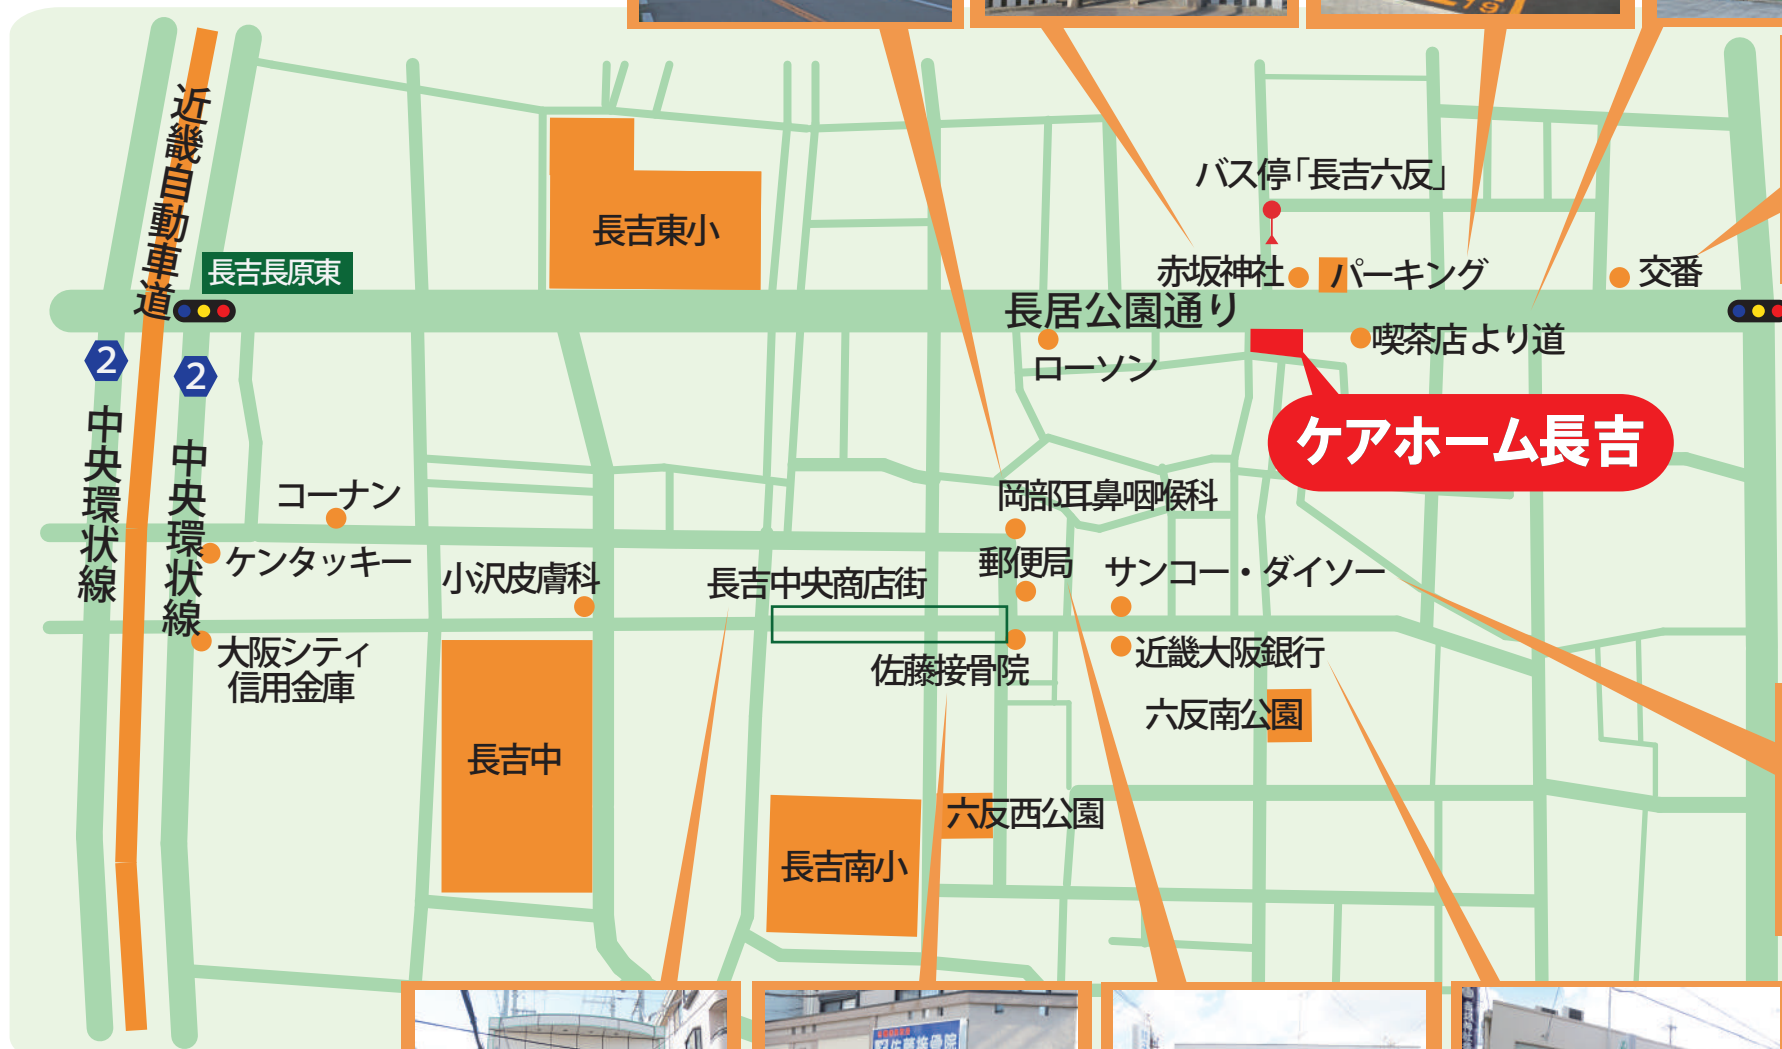 近畿自動車道
バス停「長吉六反」
長吉東小
長吉長原東
赤坂神社
パーキング
交番
長居公園通り
喫茶店 より道
ローソン
2
2
ケアホーム長吉
中央環状線
中央環状線
コーナン
岡部耳鼻咽喉科
ケンタッキー
小沢皮膚科
長吉中央商店街
郵便局
サンコー・ダイソー
大阪シティ
信用金庫
佐藤接骨院
近畿大阪銀行
六反南公園
長吉中
六反西公園
長吉南小
佐藤接骨院